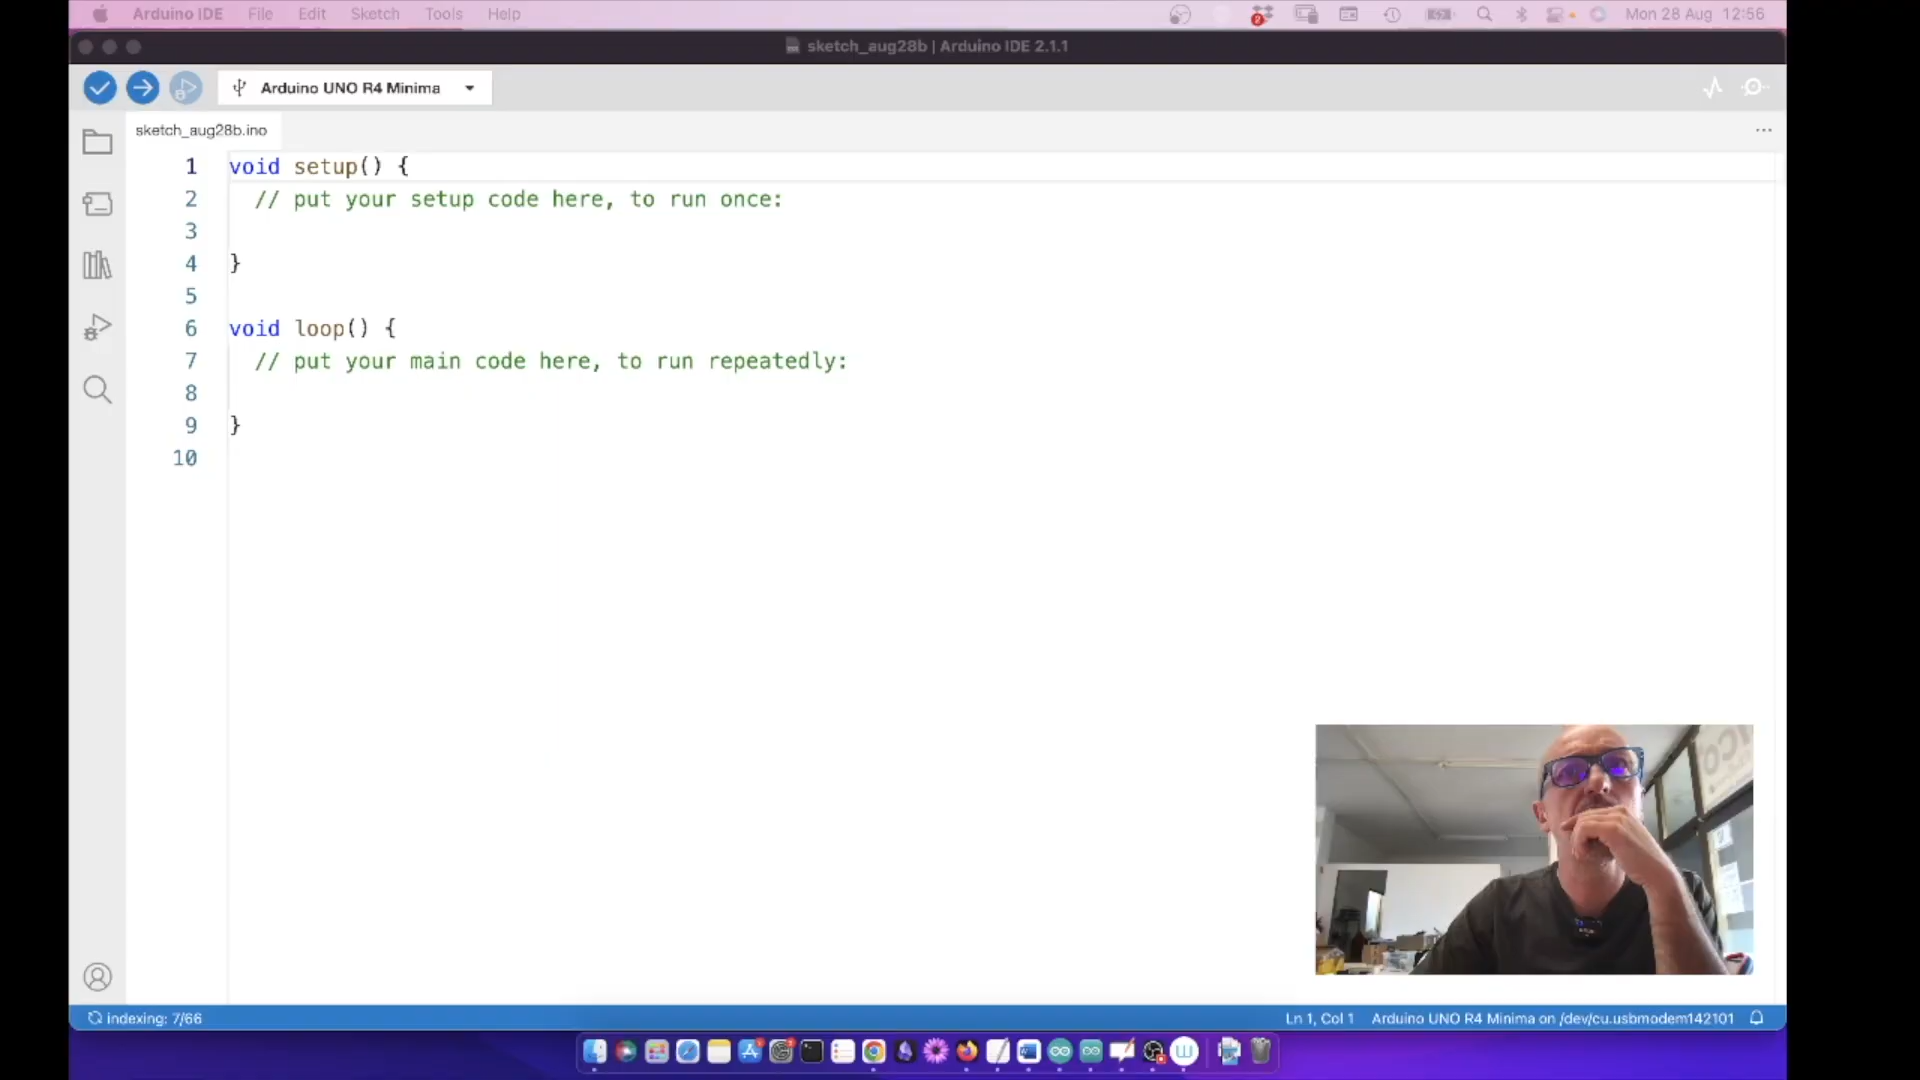 Arduino IDE File Edit Sketch Tools Help 2 Mon 28 Aug 12:56
sketch_aug28b | Arduino IDE 2.1.1
Arduino UNO R4 Minima
sketch_aug28b.ino
1 void setup() {
2 // put your setup code here, to run once:
3
4 }
5
6 void loop() {
7 // put your main code here, to run repeatedly:
8
9 }
10
indexing: 7/66 Ln 1, Col 1 Arduino UNO R4 Minima on /dev/cu.usbmodem142101